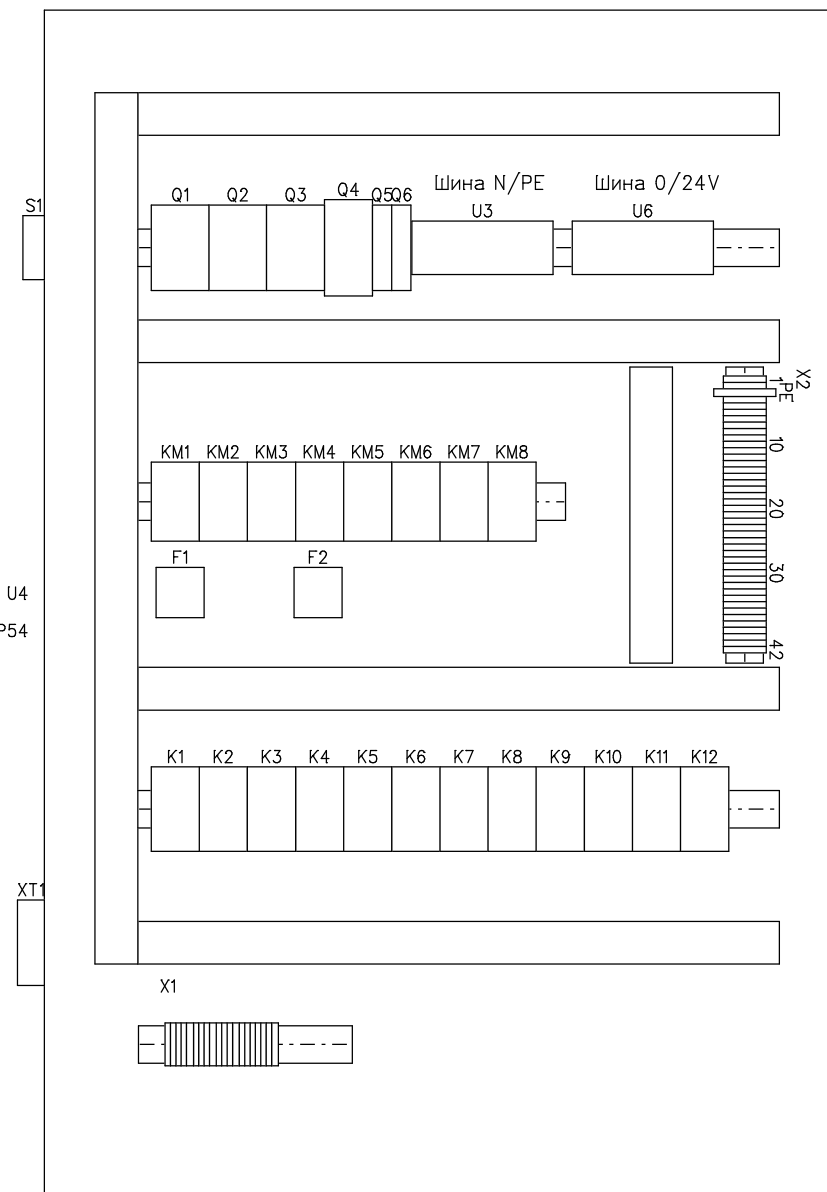 Шина N/PE Шина 0/24V
S1 Q1 Q2 Q3 Q4 Q5 Q6 U3 U6
X2
1
PE
10
20
30
42
KM1 KM2 KM3 KM4 KM5 KM6 KM7 KM8
F1 F2
U4
P54
K1 K2 K3 K4 K5 K6 K7 K8 K9 K10 K11 K12
XT1
X1